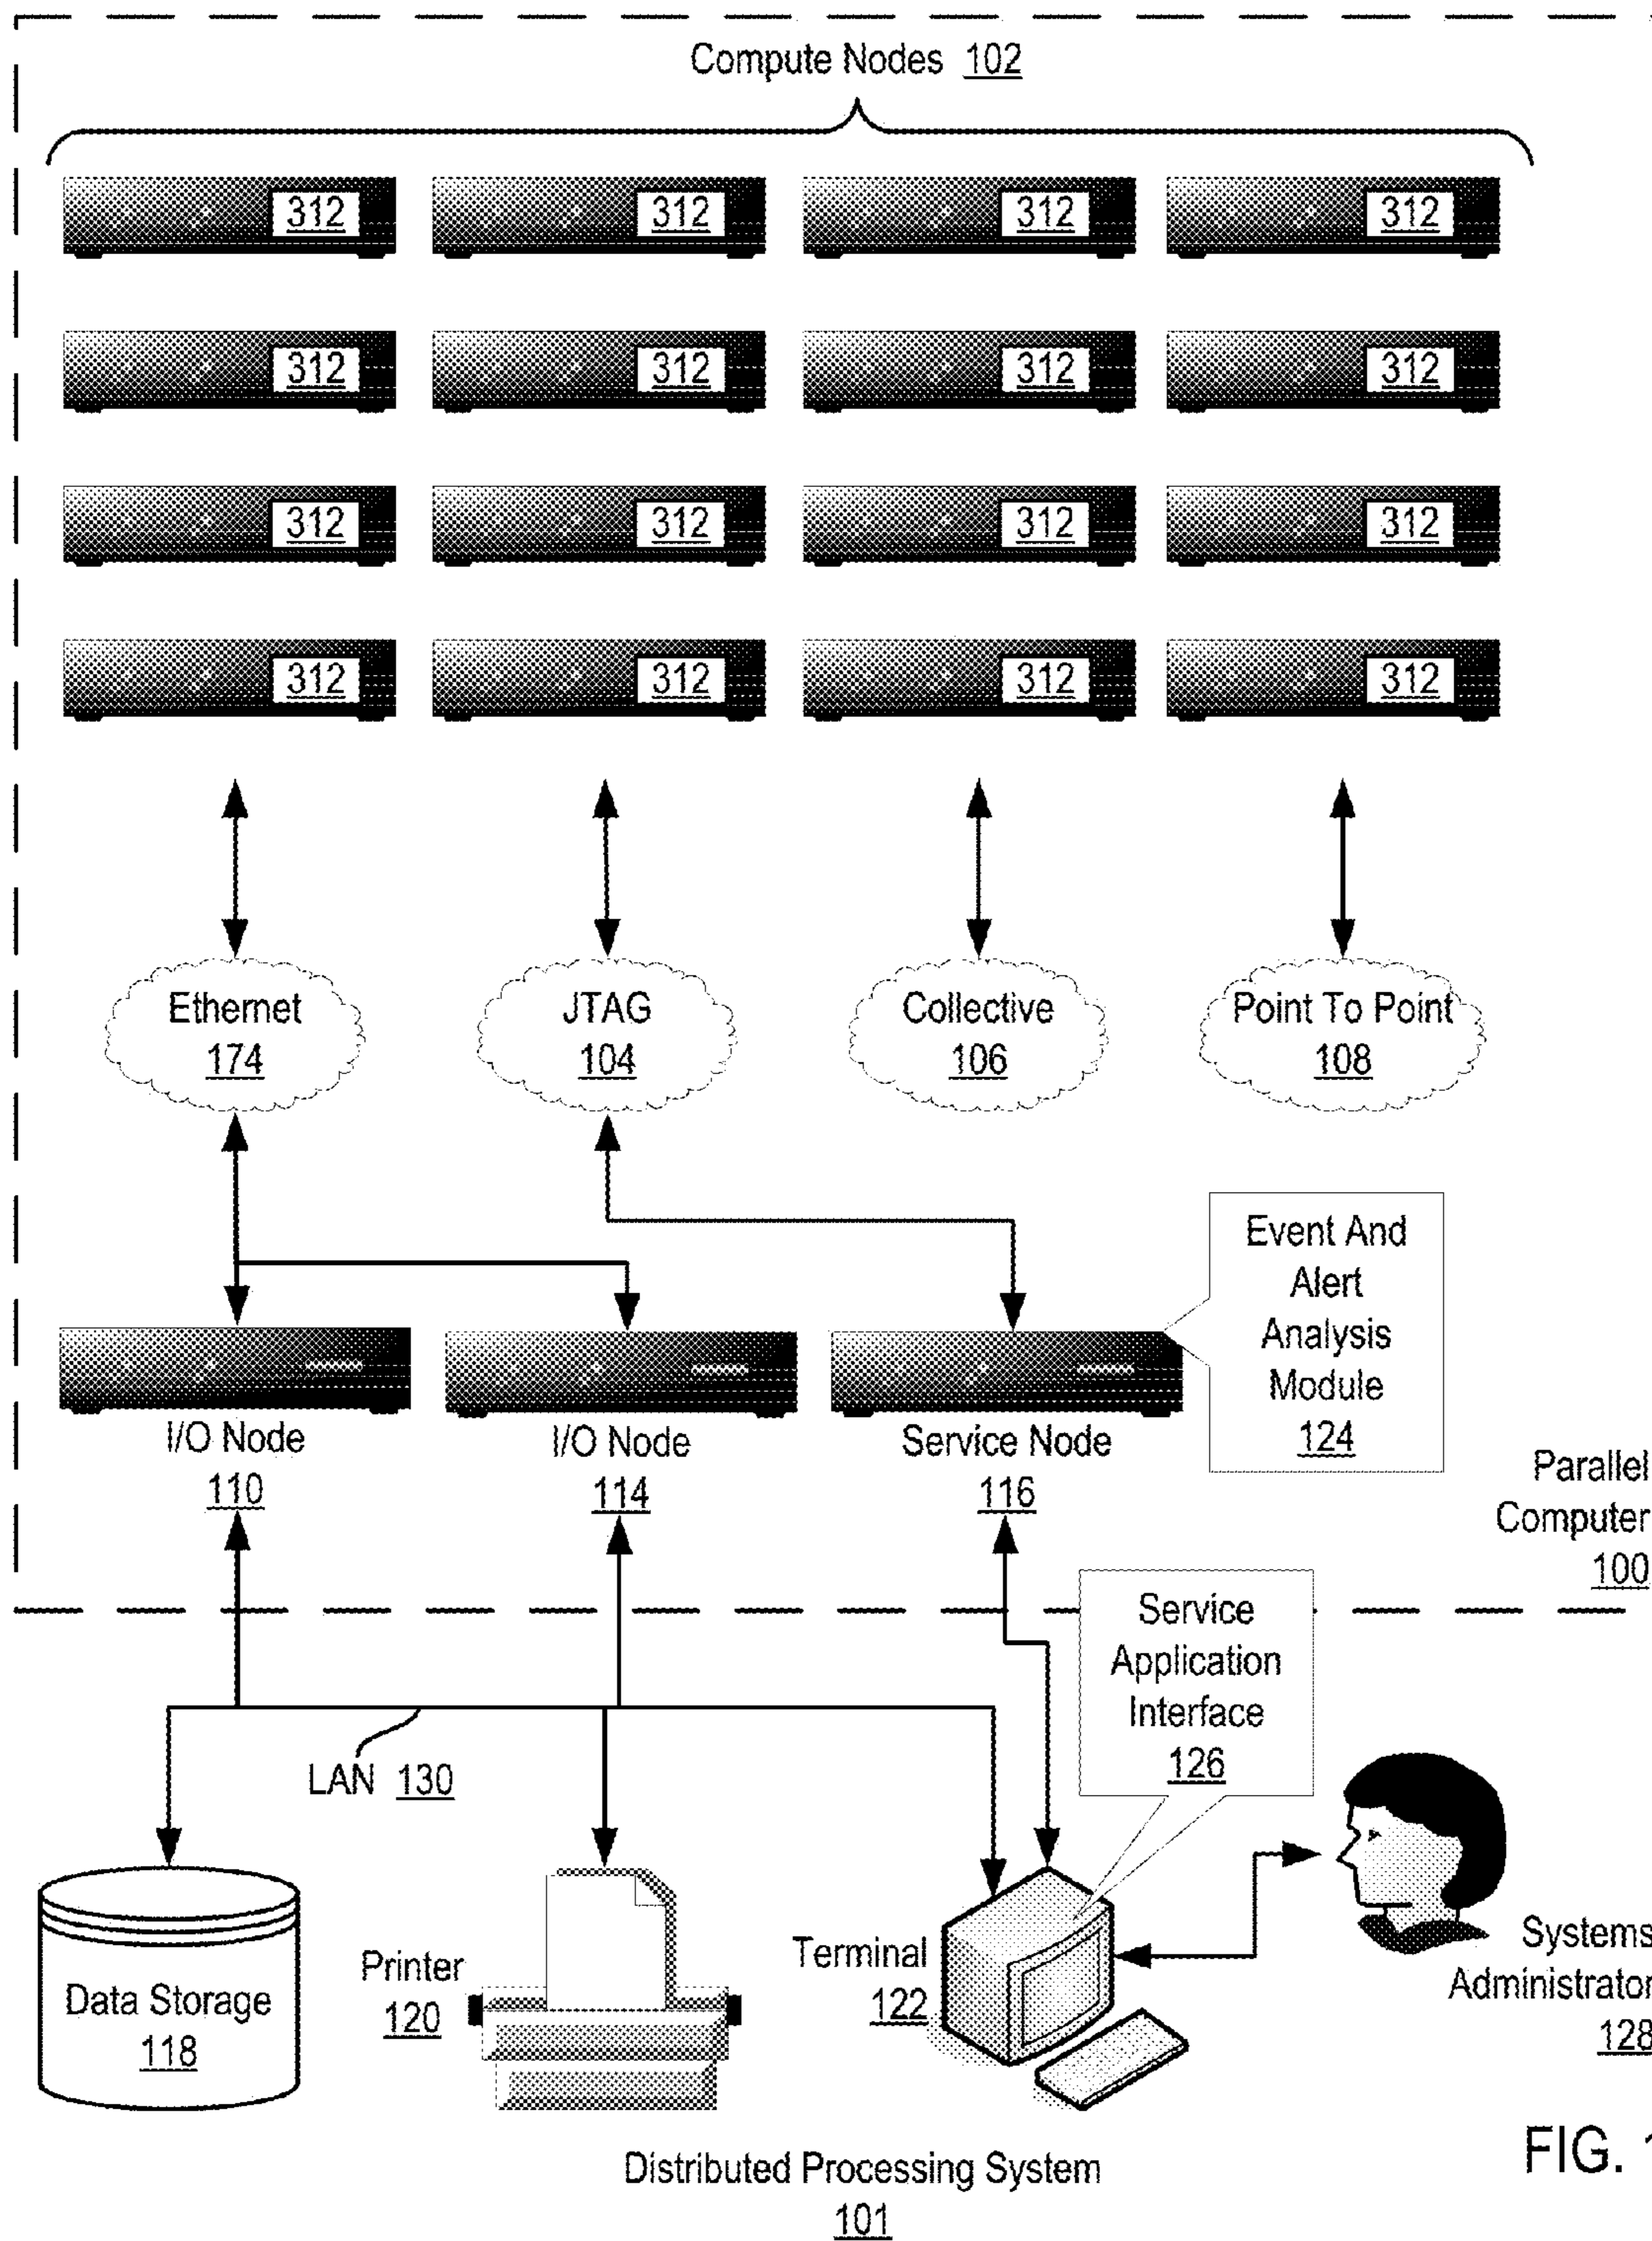 Compute Nodes 102
312 312 312 312
312 312 312 312
312 312 312 312
312 312 312 312
Ethernet
174
JTAG
104
Collective
106
Point To Point
108
Event And
Alert
Analysis
Module
124
I/O Node
110
I/O Node
114
Service Node
116
Parallel
Computer
100
Service
Application
Interface
126
LAN 130
Data Storage
118
Printer
120
Terminal
122
Systems
Administrator
128
Distributed Processing System
101
FIG. 1